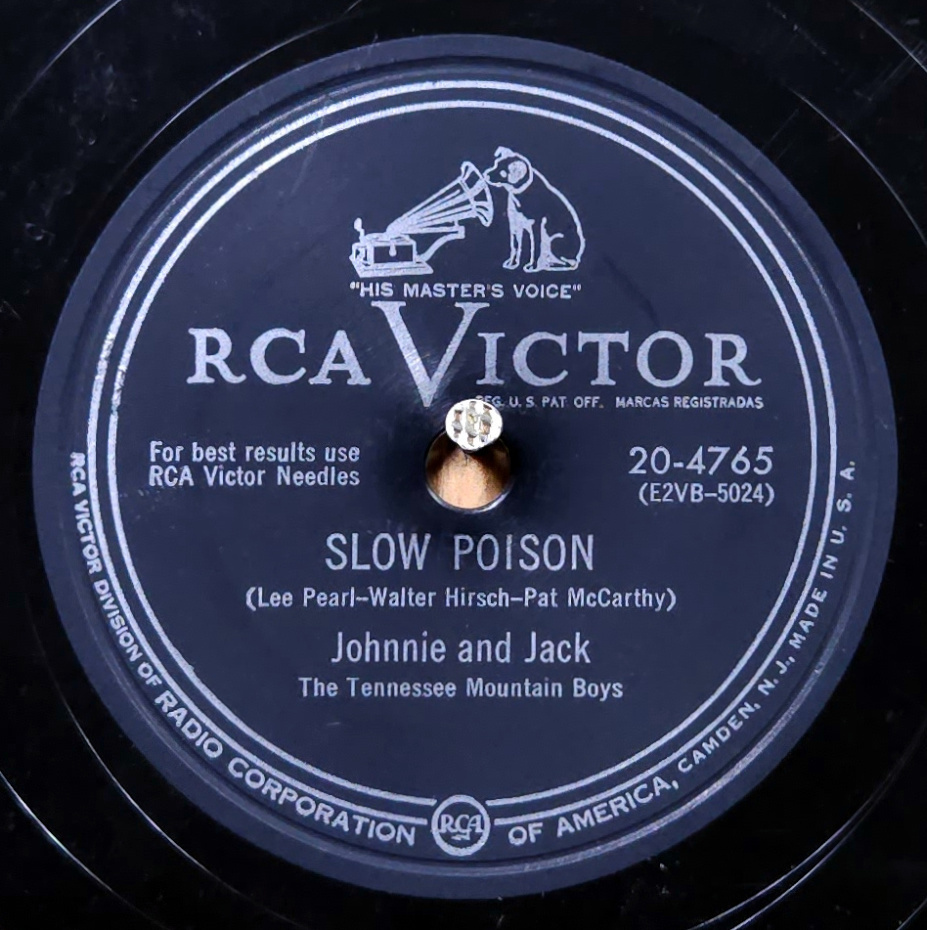 "HIS MASTER'S VOICE"
RCA VICTOR
REG. U. S. PAT. OFF. MARCAS REGISTRADAS
For best results use
RCA Victor Needles
20-4765
(E2VB-5024)
SLOW POISON
(Lee Pearl-Walter Hirsch-Pat McCarthy)
Johnnie and Jack
The Tennessee Mountain Boys
RCA VICTOR DIVISION OF RADIO CORPORATION RCA OF AMERICA, CAMDEN, N. J., MADE IN U. S. A.